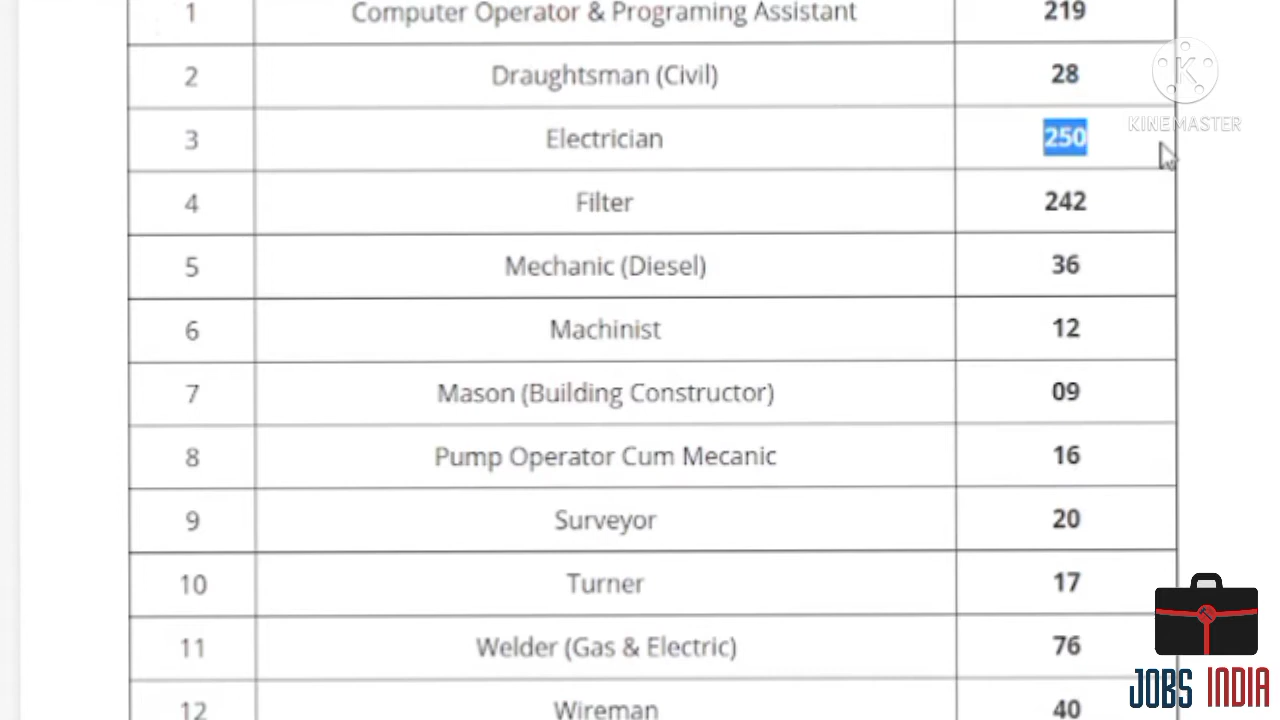 1 Computer Operator & Programing Assistant 219
2 Draughtsman (Civil) 28
3 Electrician 250
4 Filter 242
5 Mechanic (Diesel) 36
6 Machinist 12
7 Mason (Building Constructor) 09
8 Pump Operator Cum Mecanic 16
9 Surveyor 20
10 Turner 17
11 Welder (Gas & Electric) 76
12 Wireman 40
K
KINEMASTER
JOBS INDIA